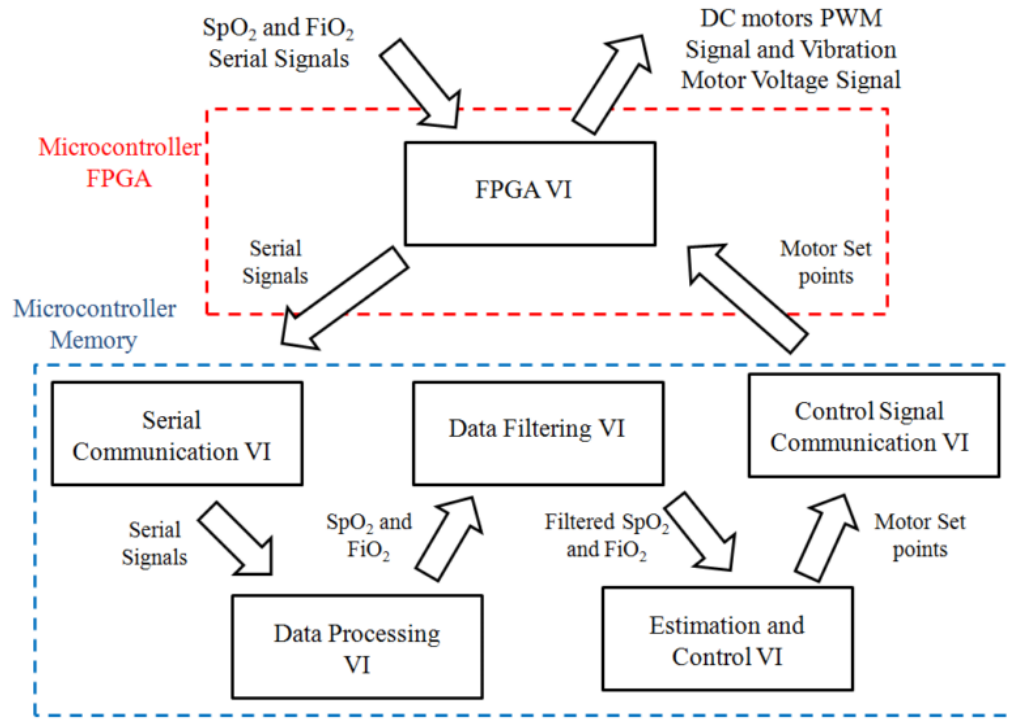 SpO₂ and FiO₂
Serial Signals
DC motors PWM
Signal and Vibration
Motor Voltage Signal
Microcontroller
FPGA
FPGA VI
Serial
Signals
Motor Set
points
Microcontroller
Memory
Serial
Communication VI
Data Filtering VI
Control Signal
Communication VI
Serial
Signals
SpO₂ and
FiO₂
Filtered SpO₂
and FiO₂
Motor Set
points
Data Processing
VI
Estimation and
Control VI